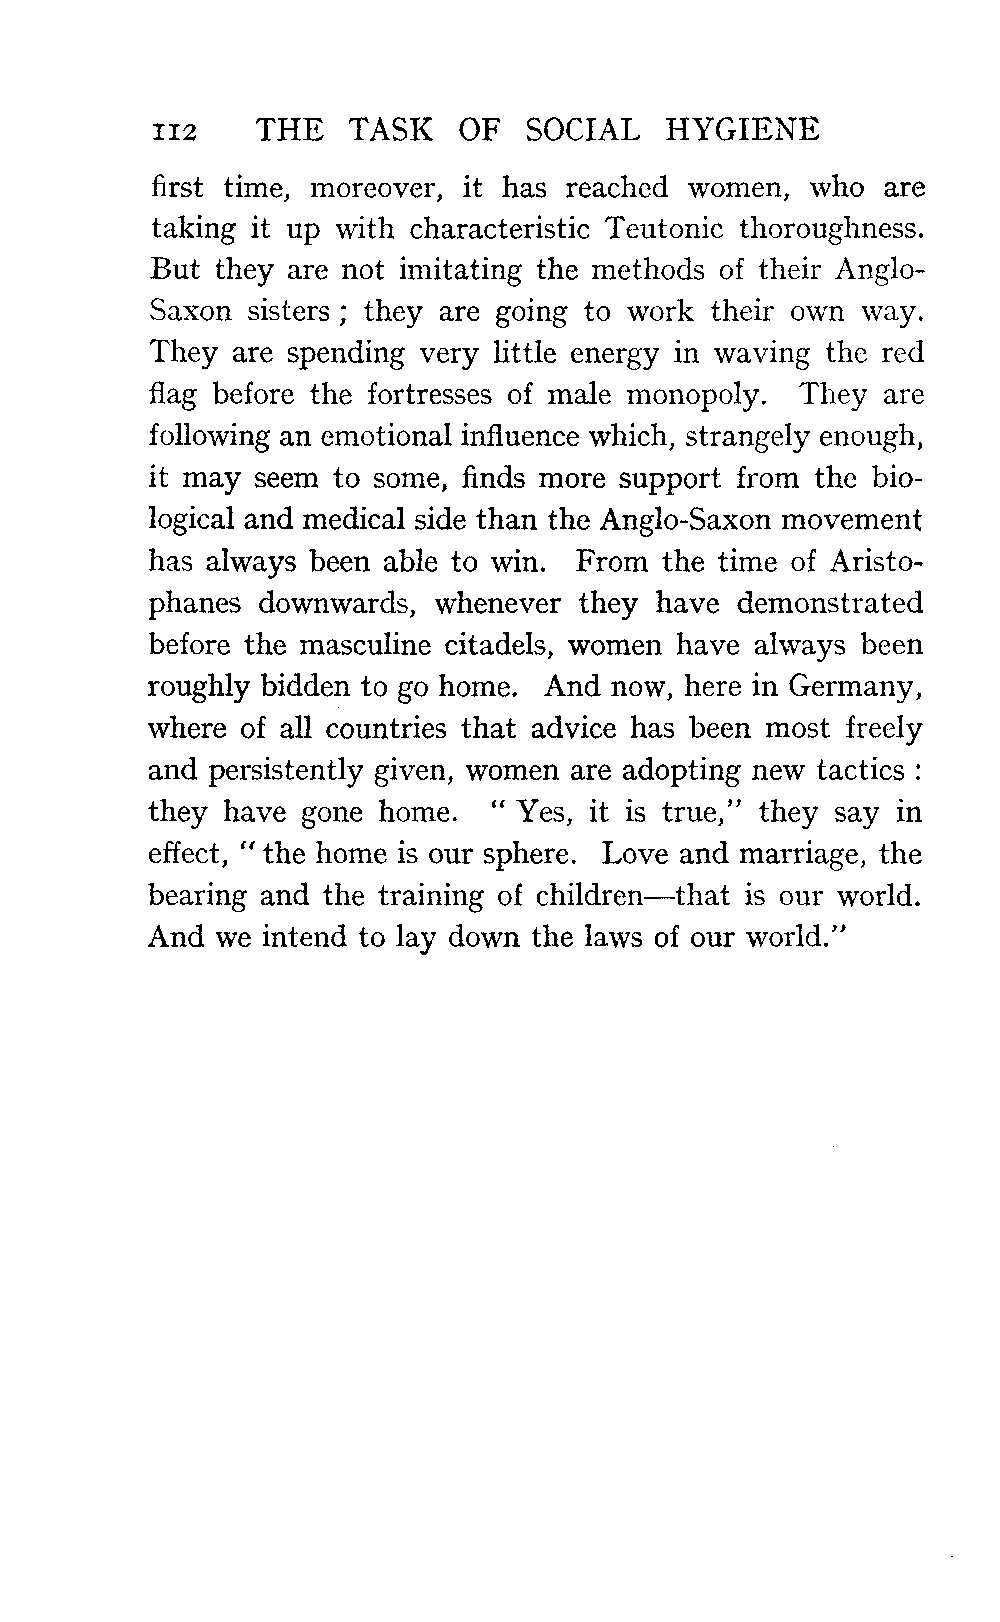 112 THE TASK OF SOCIAL HYGIENE
first time, moreover, it has reached women, who are
taking it up with characteristic Teutonic thoroughness.
But they are not imitating the methods of their Anglo-
Saxon sisters ; they are going to work their own way.
They are spending very little energy in waving the red
flag before the fortresses of male monopoly. They are
following an emotional influence which, strangely enough,
it may seem to some, finds more support from the bio-
logical and medical side than the Anglo-Saxon movement
has always been able to win. From the time of Aristo-
phanes downwards, whenever they have demonstrated
before the masculine citadels, women have always been
roughly bidden to go home. And now, here in Germany,
where of all countries that advice has been most freely
and persistently given, women are adopting new tactics :
they have gone home. “ Yes, it is true,” they say in
effect, “ the home is our sphere. Love and marriage, the
bearing and the training of children—that is our world.
And we intend to lay down the laws of our world.”